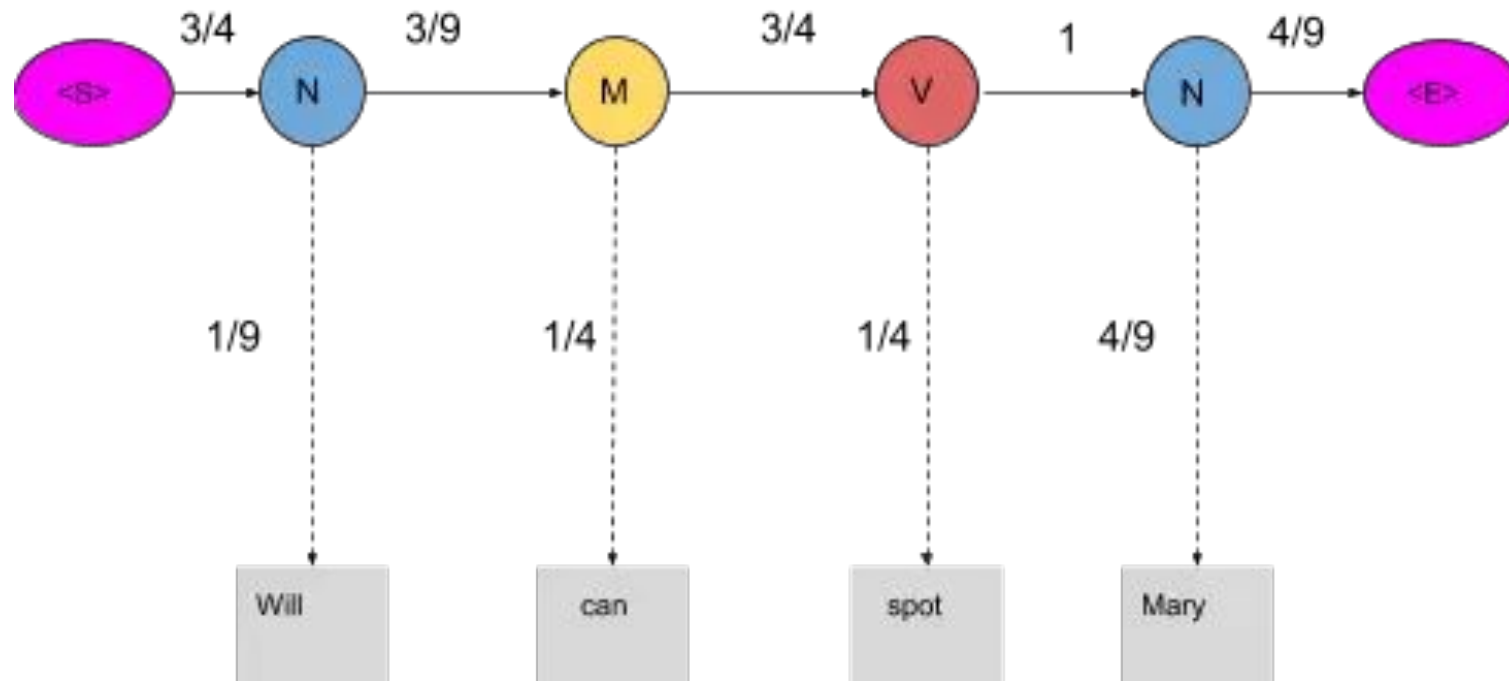 3/4 3/9 3/4 1 4/9
<S> N M V N <E>
1/9 1/4 1/4 4/9
Will can spot Mary